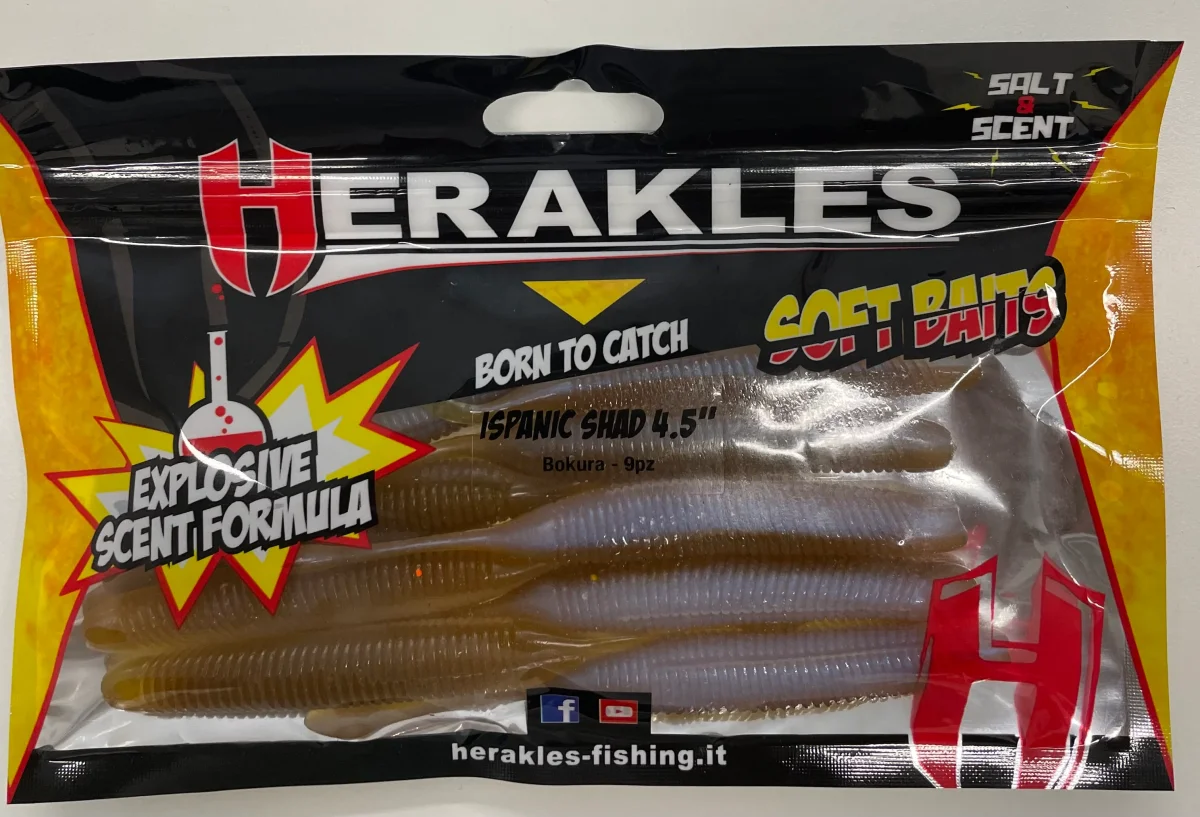 SALT
&
SCENT
HERAKLES
SOFT BAITS
BORN TO CATCH
ISPANIC SHAD 4.5"
Bokura - 9pz
EXPLOSIVE
SCENT FORMULA
H
f
herakles-fishing.it